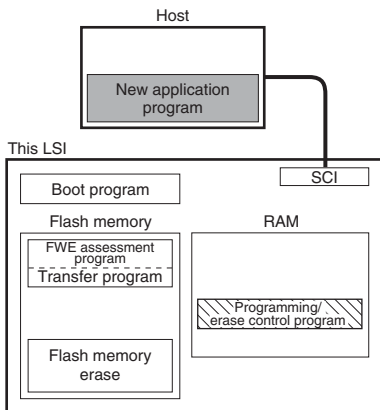 Host
New application
program
This LSI
SCI
Boot program
Flash memory
RAM
FWE assessment
program
Transfer program
Programming/
erase control program
Flash memory
erase